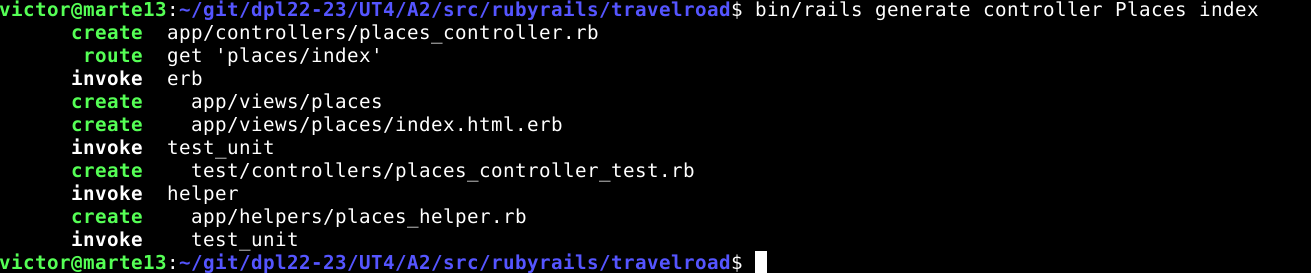 victor@marte13:~/git/dpl22-23/UT4/A2/src/rubyrails/travelroad$ bin/rails generate controller Places index
      create  app/controllers/places_controller.rb
       route  get 'places/index'
      invoke  erb
      create    app/views/places
      create    app/views/places/index.html.erb
      invoke  test_unit
      create    test/controllers/places_controller_test.rb
      invoke  helper
      create    app/helpers/places_helper.rb
      invoke    test_unit
victor@marte13:~/git/dpl22-23/UT4/A2/src/rubyrails/travelroad$